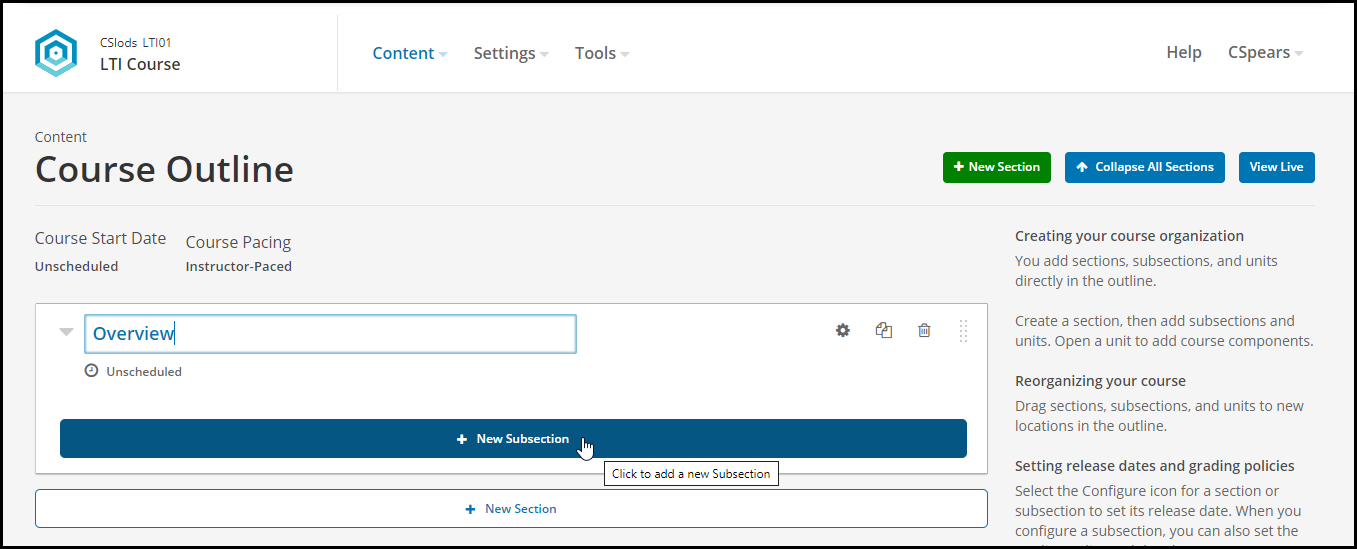 CSlods LTI01
LTI Course
Content
Settings
Tools
Help
CSpears
Content
Course Outline
+ New Section
Collapse All Sections
View Live
Course Start Date
Unscheduled
Course Pacing
Instructor-Paced
Overview
Unscheduled
+ New Subsection
Click to add a new Subsection
+ New Section
Creating your course organization
You add sections, subsections, and units
directly in the outline.
Create a section, then add subsections and
units. Open a unit to add course components.
Reorganizing your course
Drag sections, subsections, and units to new
locations in the outline.
Setting release dates and grading policies
Select the Configure icon for a section or
subsection to set its release date. When you
configure a subsection, you can also set the